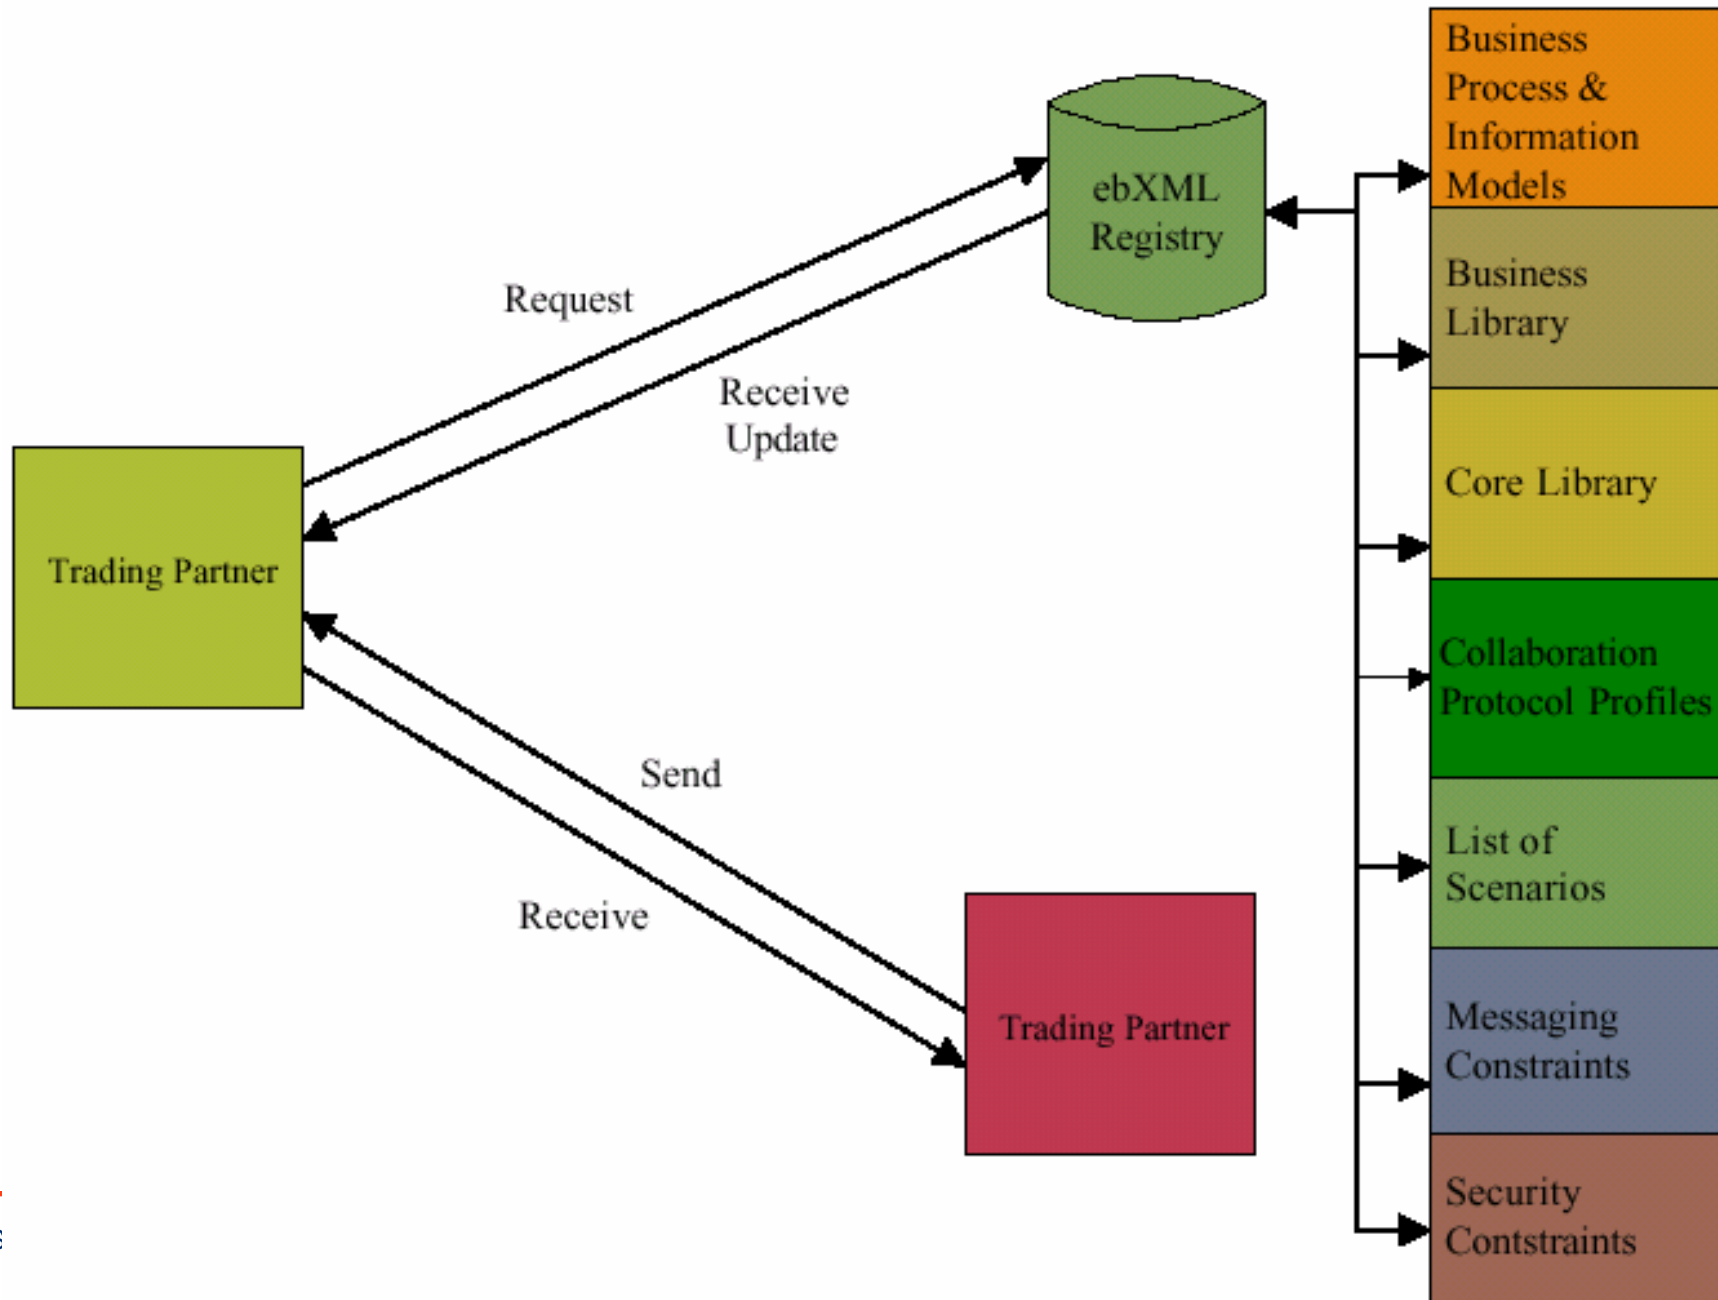 Business
Process &
Information
Models
ebXML
Registry
Business
Library
Request
Receive
Update
Core Library
Trading Partner
Collaboration
Protocol Profiles
Send
List of
Scenarios
Receive
Trading Partner
Messaging
Constraints
Security
Contstraints